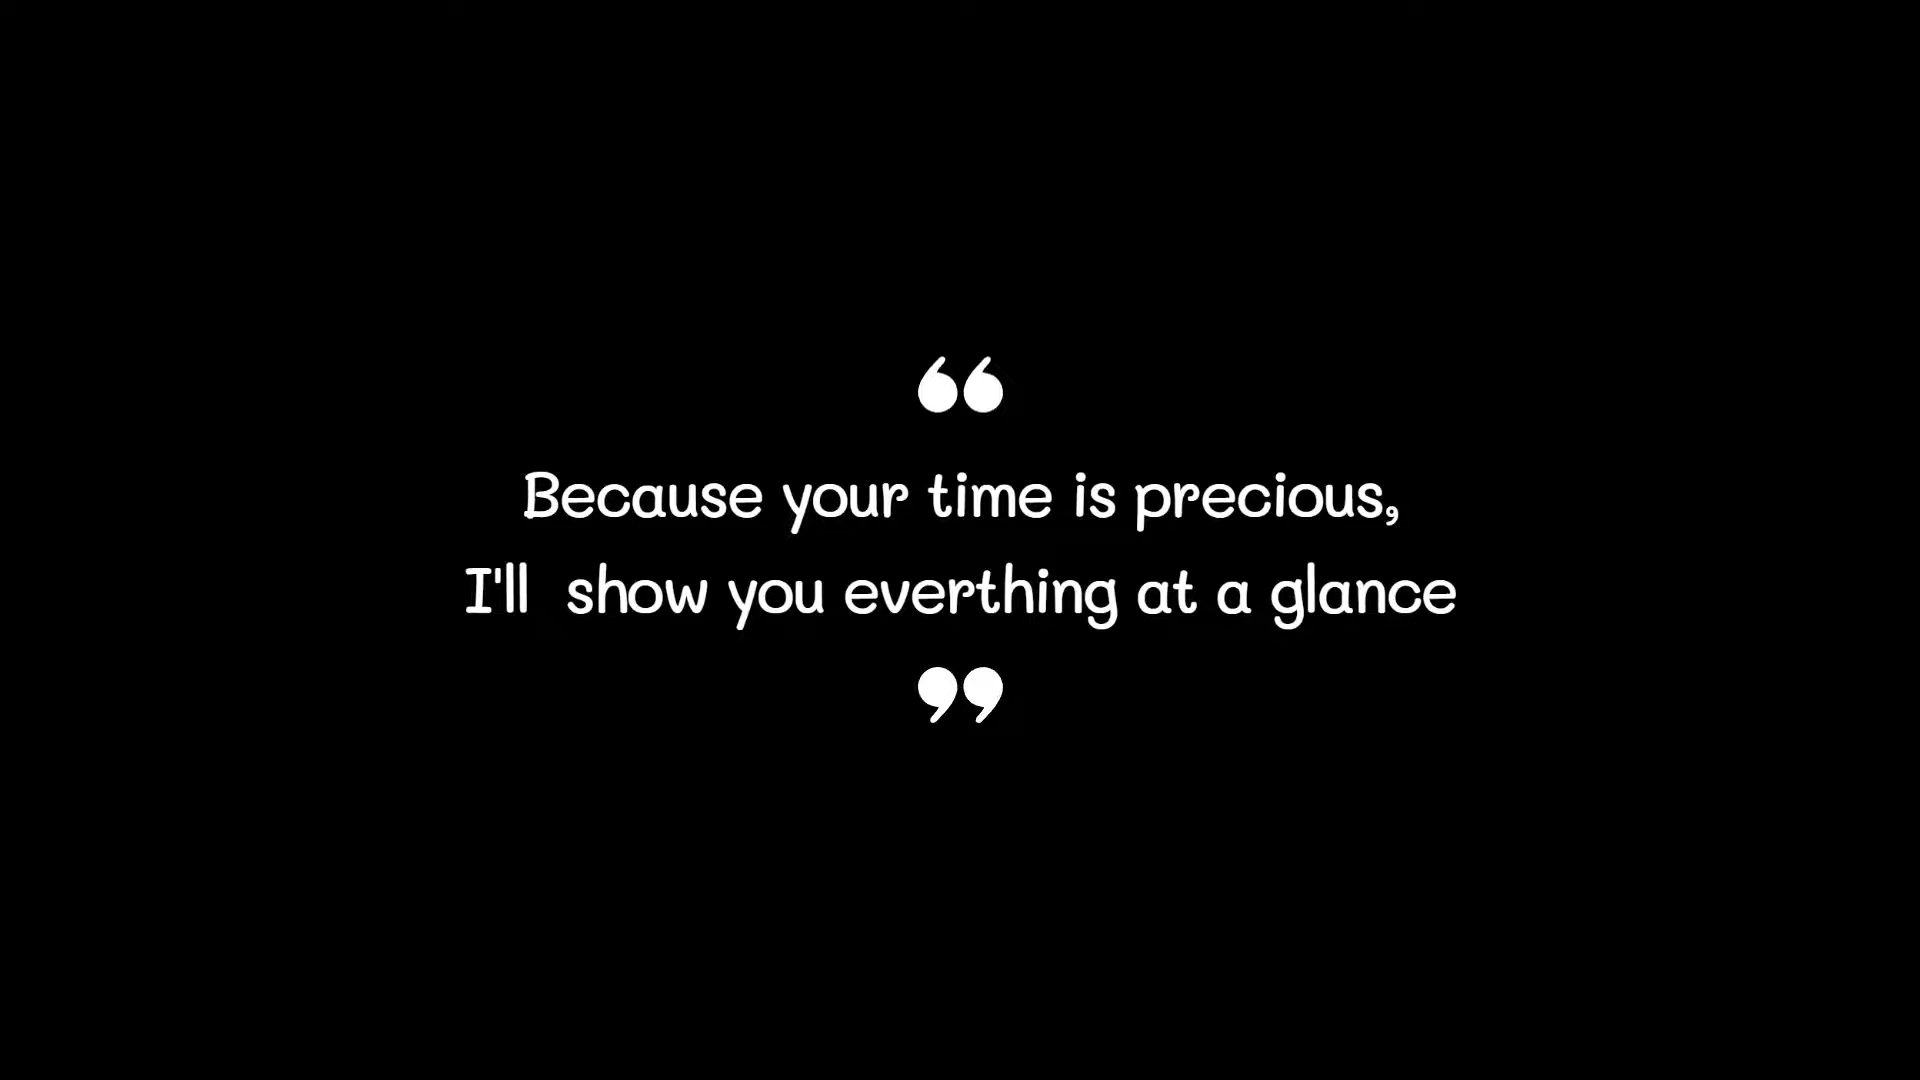 “
Because your time is precious,
I'll  show you everthing at a glance
”